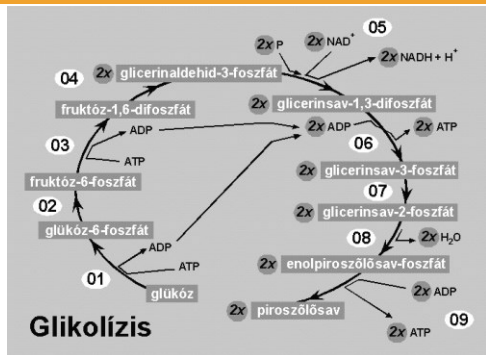 05
2x P
2x NAD⁺
2x NADH + H⁺
04
2x glicerinaldehid-3-foszfát
2x glicerinsav-1,3-difoszfát
fruktóz-1,6-difoszfát
ADP
2x ADP
2x ATP
03
06
ATP
2x glicerinsav-3-foszfát
fruktóz-6-foszfát
07
02
2x glicerinsav-2-foszfát
glükóz-6-foszfát
08
2x H₂O
ADP
2x enolpiroszőlősav-foszfát
01
ATP
glükóz
2x ADP
2x piroszőlősav
09
2x ATP
Glikolízis